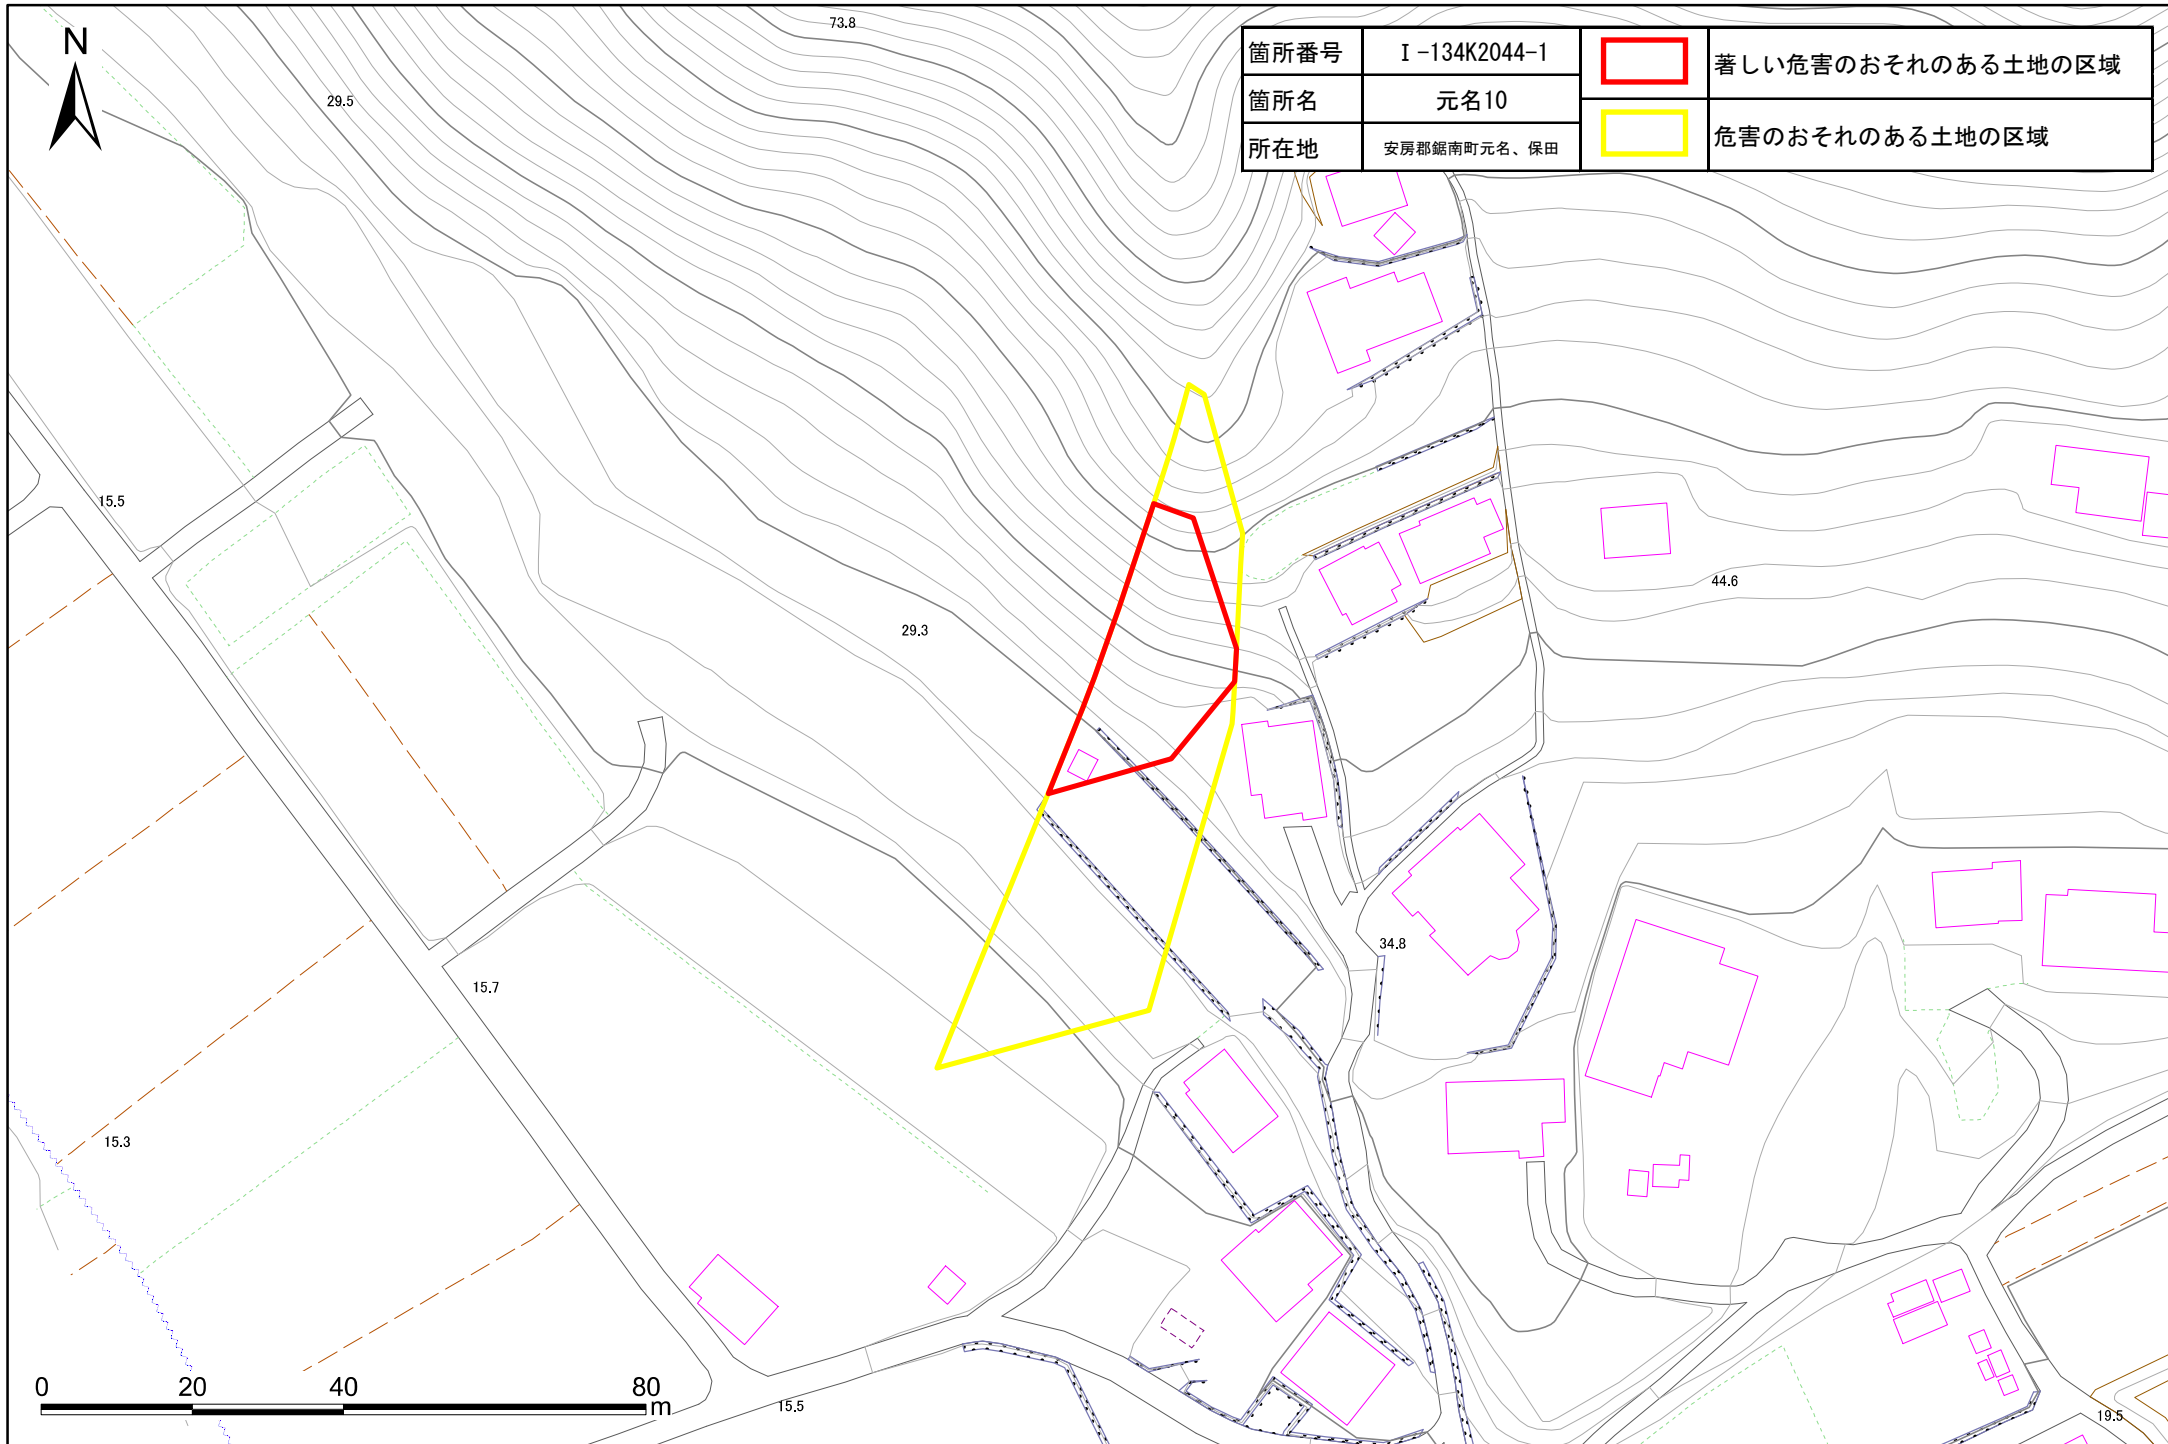 73.8
N
箇所番号 Ⅰ-134K2044-1 著しい危害のおそれのある土地の区域
箇所名 元名10
所在地 安房郡鋸南町元名、保田 危害のおそれのある土地の区域
29.5
15.5
44.6
29.3
34.8
15.7
15.3
0 20 40 80
m
15.5
19.5